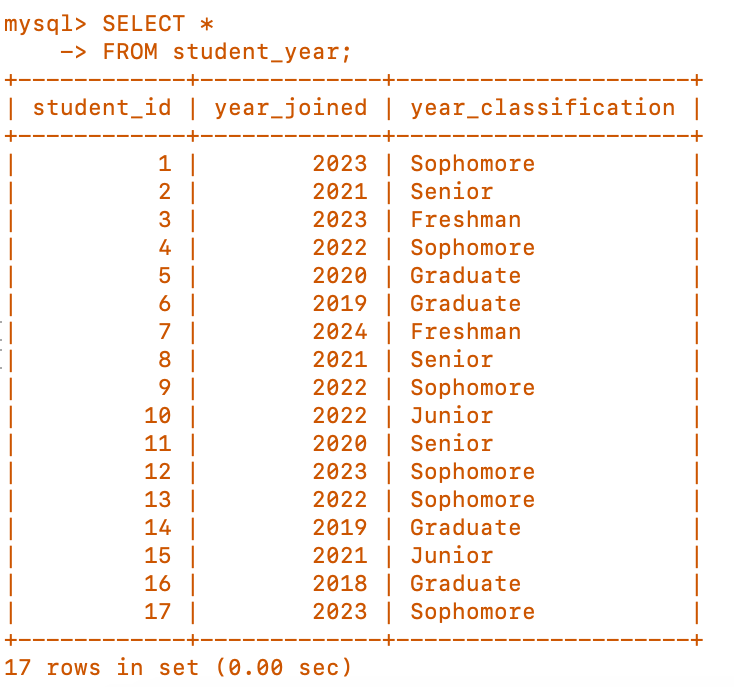 mysql> SELECT *
    -> FROM student_year;
+------------+-------------+---------------------+
| student_id | year_joined | year_classification |
+------------+-------------+---------------------+
|          1 |        2023 | Sophomore           |
|          2 |        2021 | Senior              |
|          3 |        2023 | Freshman            |
|          4 |        2022 | Sophomore           |
|          5 |        2020 | Graduate            |
|          6 |        2019 | Graduate            |
|          7 |        2024 | Freshman            |
|          8 |        2021 | Senior              |
|          9 |        2022 | Sophomore           |
|         10 |        2022 | Junior              |
|         11 |        2020 | Senior              |
|         12 |        2023 | Sophomore           |
|         13 |        2022 | Sophomore           |
|         14 |        2019 | Graduate            |
|         15 |        2021 | Junior              |
|         16 |        2018 | Graduate            |
|         17 |        2023 | Sophomore           |
+------------+-------------+---------------------+
17 rows in set (0.00 sec)